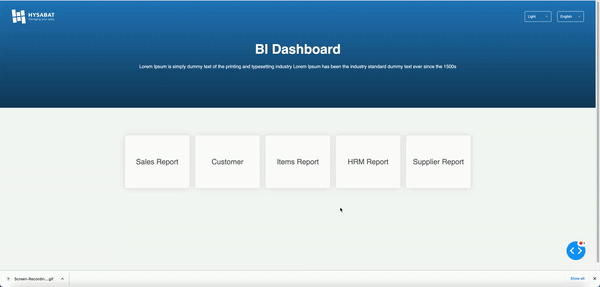 HYSABAT
Managing your sales
Light
English
BI Dashboard
Lorem Ipsum is simply dummy text of the printing and typesetting industry Lorem Ipsum has been the industry standard dummy text ever since the 1500s
Sales Report
Customer
Items Report
HRM Report
Supplier Report
Screen-Recordin....gif
Show all